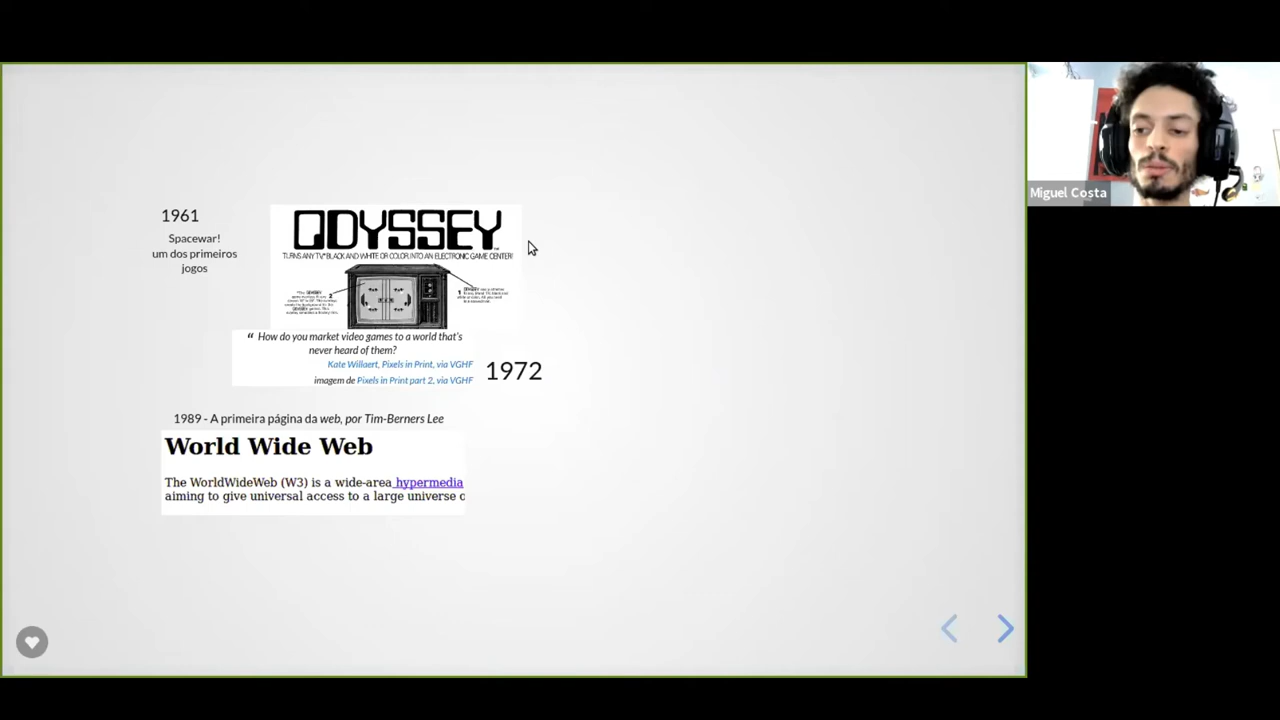 1961
Spacewar!
um dos primeiros
jogos
ODYSSEY
TURNS ANY TV* BLACK AND WHITE OR COLOR, INTO AN ELECTRONIC GAME CENTER!
“ How do you market video games to a world that's
never heard of them?
Kate Willaert, Pixels in Print, via VGHF
imagem de Pixels in Print part 2, via VGHF
1972
1989 - A primeira página da web, por Tim-Berners Lee
World Wide Web
The WorldWideWeb (W3) is a wide-area hypermedia
aiming to give universal access to a large universe
Miguel Costa